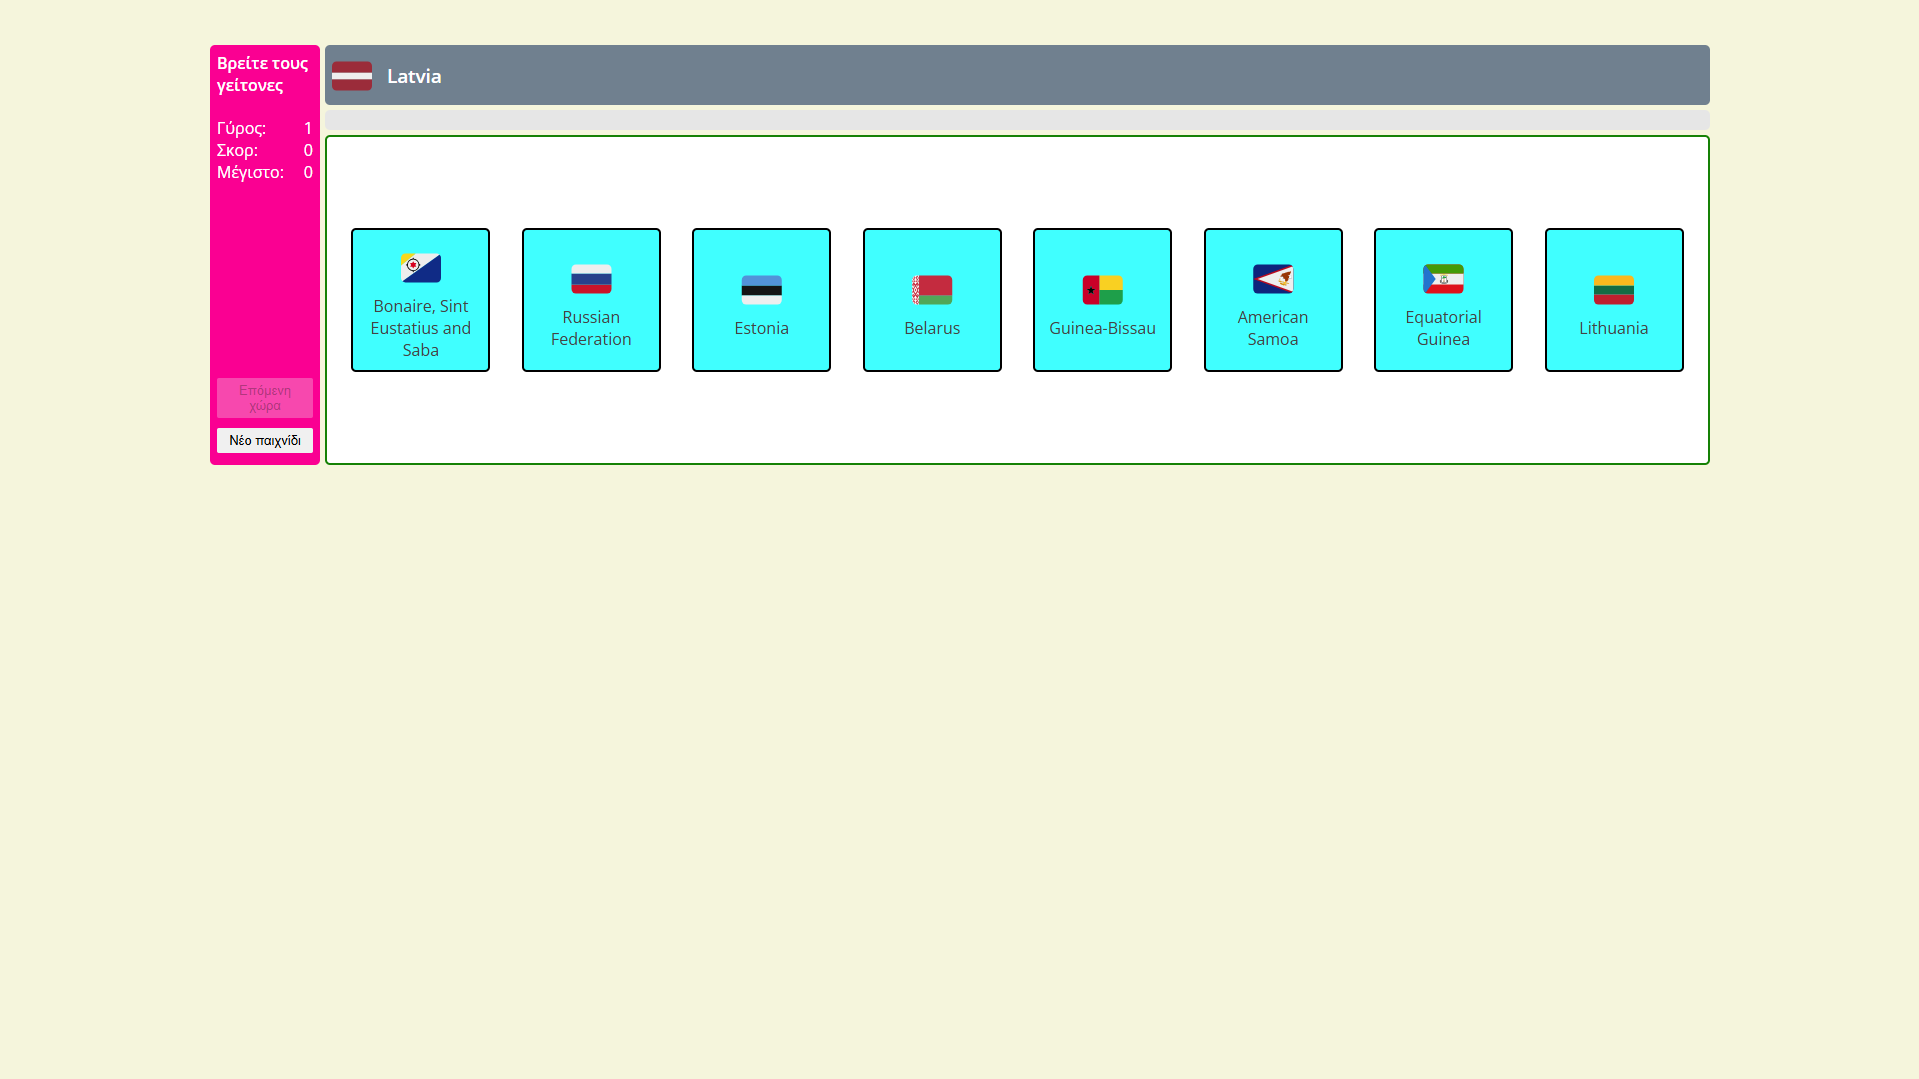 Βρείτε τους
γείτονες
Γύρος: 1
Σκορ: 0
Μέγιστο: 0
Επόμενη
χώρα
Νέο παιχνίδι
Latvia
Bonaire, Sint
Eustatius and
Saba
Russian
Federation
Estonia
Belarus
Guinea-Bissau
American
Samoa
Equatorial
Guinea
Lithuania